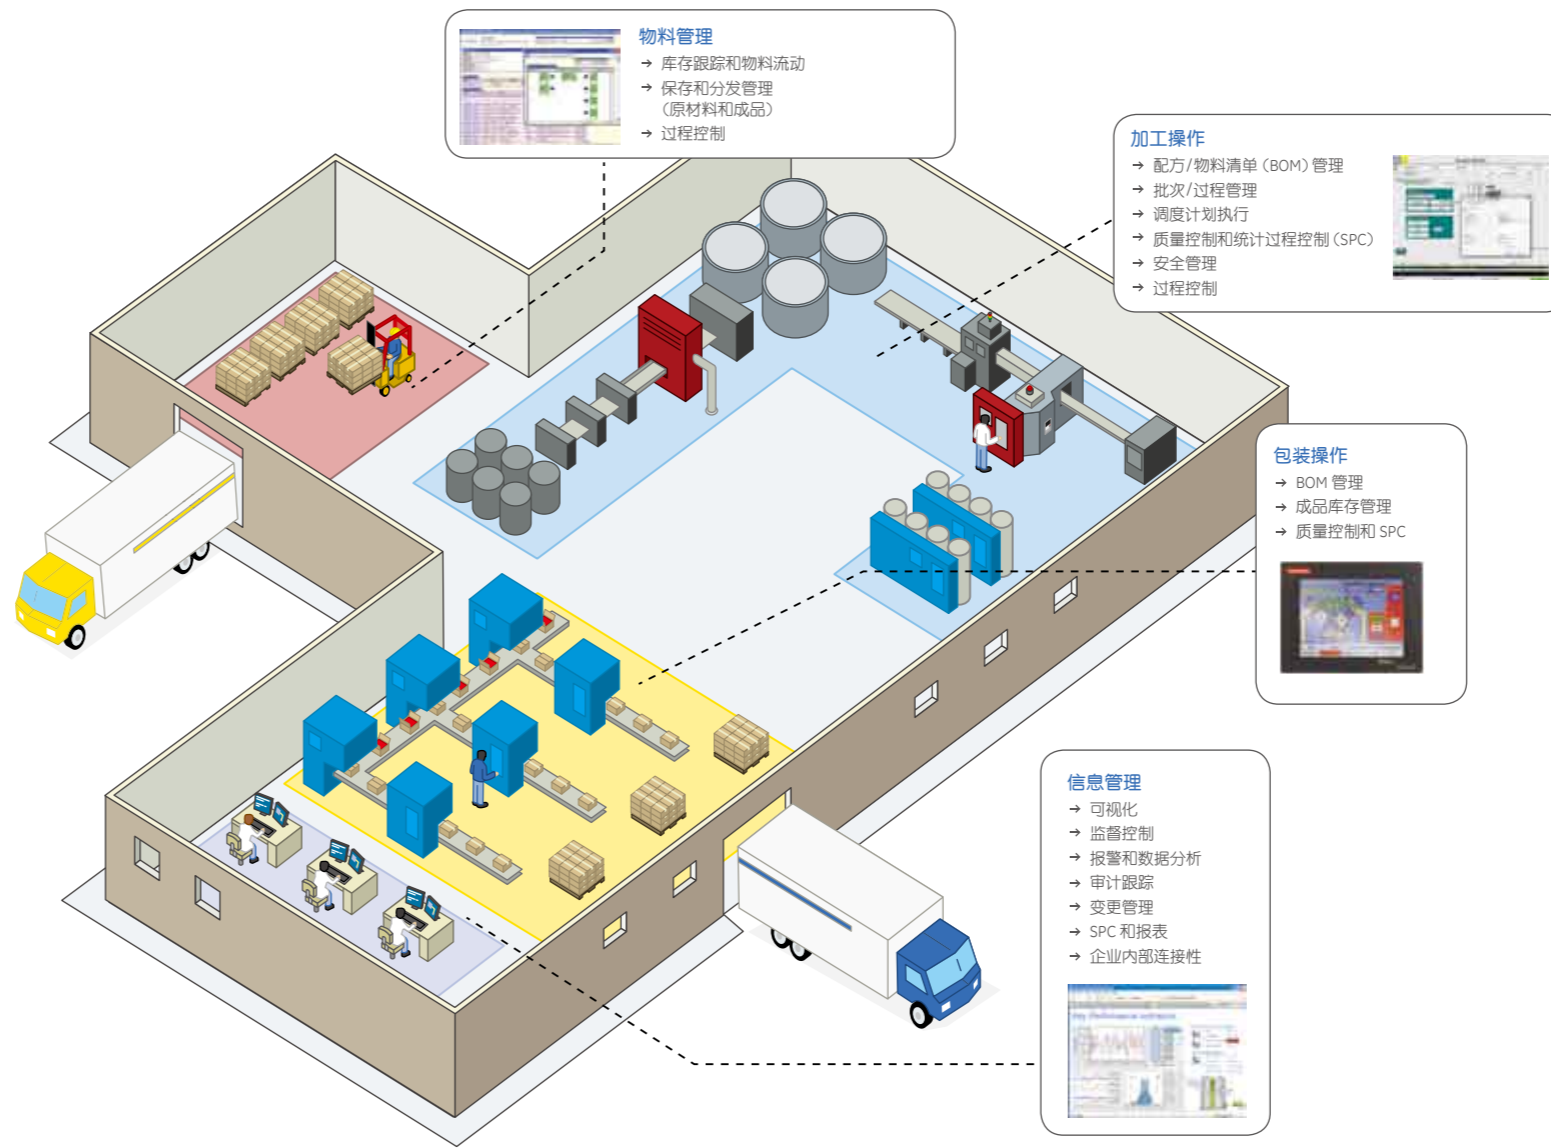 物料管理
→ 库存跟踪和物料流动
→ 保存和分发管理
(原材料和成品)
→ 过程控制
加工操作
→ 配方/物料清单 (BOM) 管理
→ 批次/过程管理
→ 调度计划执行
→ 质量控制和统计过程控制 (SPC)
→ 安全管理
→ 过程控制
包装操作
→ BOM 管理
→ 成品库存管理
→ 质量控制和 SPC
信息管理
→ 可视化
→ 监督控制
→ 报警和数据分析
→ 审计跟踪
→ 变更管理
→ SPC 和报表
→ 企业内部连接性